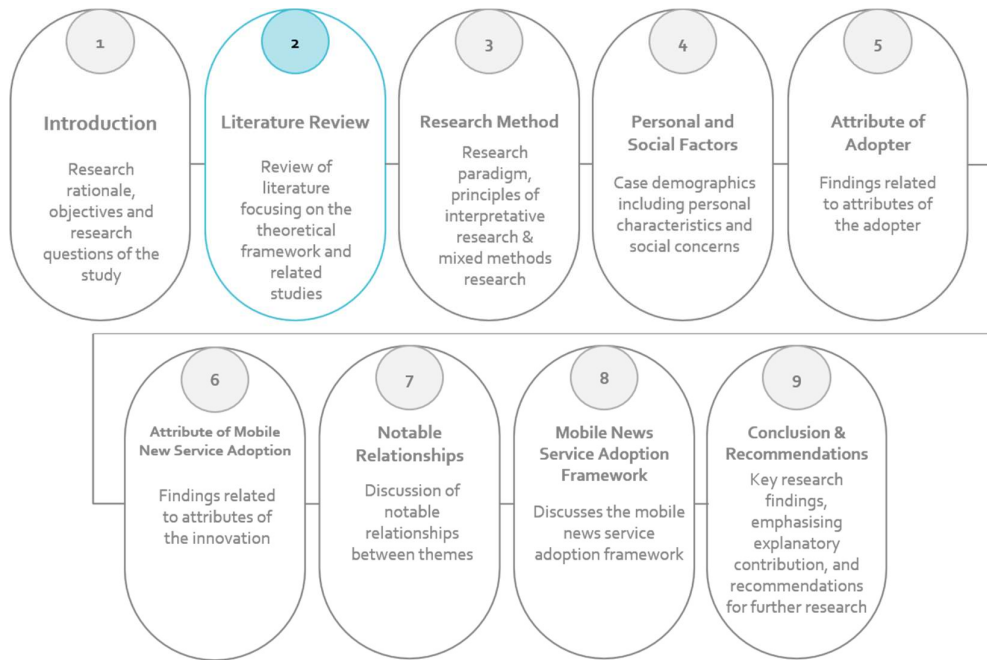 1
Introduction
Research
rationale,
objectives and
research
questions of the
study
2
Literature Review
Review of
literature
focusing on the
theoretical
framework and
related
studies
3
Research Method
Research
paradigm,
principles of
interpretative
research &
mixed methods
research
4
Personal and
Social Factors
Case demographics
including personal
characteristics and
social concerns
5
Attribute of
Adopter
Findings related
to attributes of
the adopter
6
Attribute of Mobile
New Service Adoption
Findings related
to attributes of
the innovation
7
Notable
Relationships
Discussion of
notable
relationships
between themes
8
Mobile News
Service Adoption
Framework
Discusses the mobile
news service
adoption framework
9
Conclusion &
Recommendations
Key research
findings,
emphasising
explanatory
contribution, and
recommendations
for further research